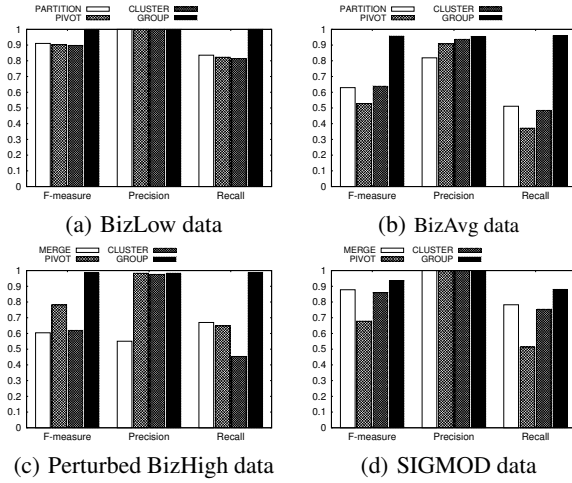 PARTITION CLUSTER
PIVOT GROUP
1
0.9
0.8
0.7
0.6
0.5
0.4
0.3
0.2
0.1
0
F-measure Precision Recall
(a) BizLow data
PARTITION CLUSTER
PIVOT GROUP
1
0.9
0.8
0.7
0.6
0.5
0.4
0.3
0.2
0.1
0
F-measure Precision Recall
(b) BizAvg data
MERGE CLUSTER
PIVOT GROUP
1
0.9
0.8
0.7
0.6
0.5
0.4
0.3
0.2
0.1
0
F-measure Precision Recall
(c) Perturbed BizHigh data
MERGE CLUSTER
PIVOT GROUP
1
0.9
0.8
0.7
0.6
0.5
0.4
0.3
0.2
0.1
0
F-measure Precision Recall
(d) SIGMOD data